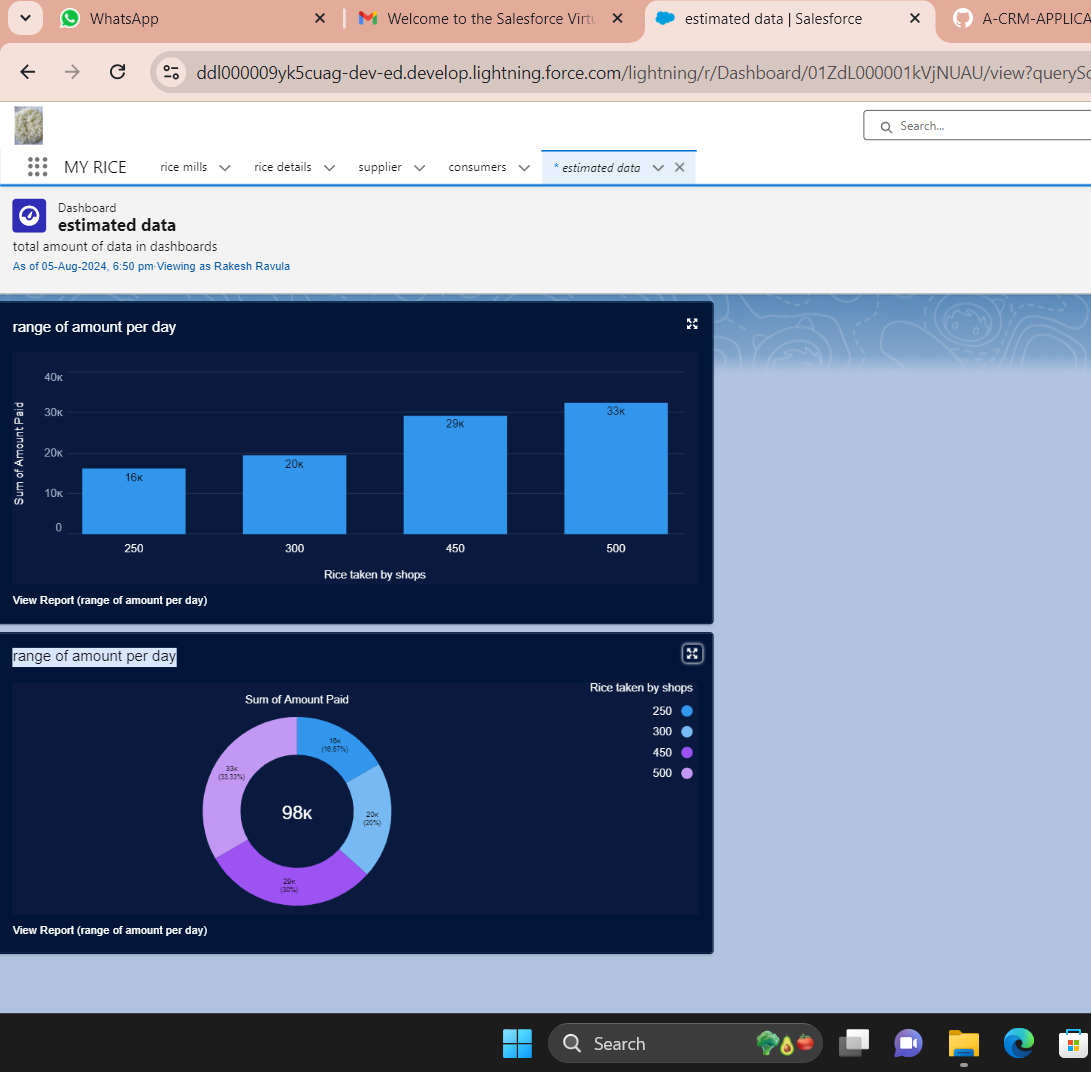 WhatsApp
Welcome to the Salesforce Virtu
estimated data | Salesforce
A-CRM-APPLICA
ddl000009yk5cuag-dev-ed.develop.lightning.force.com/lightning/r/Dashboard/01ZdL000001kVjNUAU/view?querySc
Search...
MY RICE
rice mills
rice details
supplier
consumers
* estimated data
Dashboard
estimated data
total amount of data in dashboards
As of 05-Aug-2024, 6:50 pm·Viewing as Rakesh Ravula
range of amount per day
Sum of Amount Paid
40K
30K
20K
10K
0
16K
20K
29K
33K
250
300
450
500
Rice taken by shops
View Report (range of amount per day)
range of amount per day
Sum of Amount Paid
Rice taken by shops
250
300
450
500
16K
(16.67%)
33K
(33.33%)
98K
20K
(20%)
29K
(30%)
View Report (range of amount per day)
Search